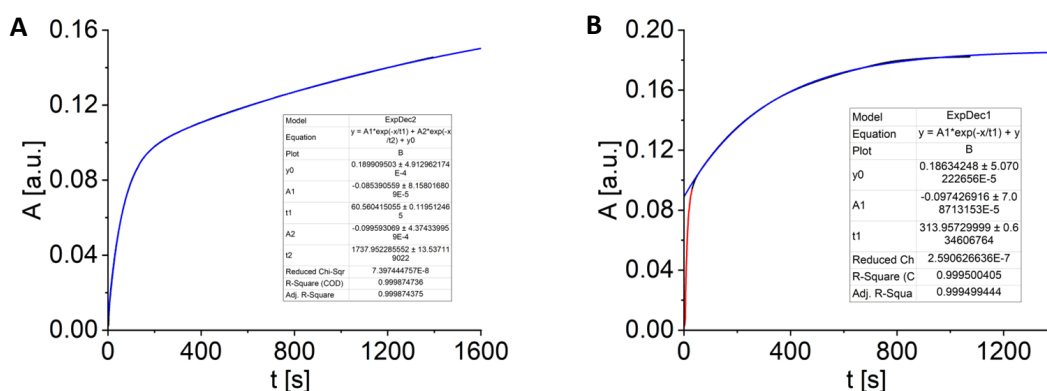 A
0.16
0.12
0.08
0.04
0.00
A [a.u.]
0
400
800
1200
1600
t [s]
Model ExpDec2
Equation y = A1*exp(-x/t1) + A2*exp(-x
/t2) + y0
Plot B
y0 0.189909503 ± 4.912962174
E-4
A1 -0.085390559 ± 8.15801680
9E-5
t1 60.560415055 ± 0.11951246
5
A2 -0.099593069 ± 4.37433995
9E-4
t2 1737.952285552 ± 13.53711
9022
Reduced Chi-Sqr 7.397444757E-8
R-Square (COD) 0.999874736
Adj. R-Square 0.999874375
B
0.20
0.16
0.12
0.08
0.04
0.00
A [a.u.]
0
400
800
1200
t [s]
Model ExpDec1
Equation y = A1*exp(-x/t1) + y
Plot B
y0 0.18634248 ± 5.070
222656E-5
A1 -0.097426916 ± 7.0
8713153E-5
t1 313.95729999 ± 0.6
34606764
Reduced Ch 2.590626636E-7
R-Square (C 0.999500405
Adj. R-Squa 0.999499444